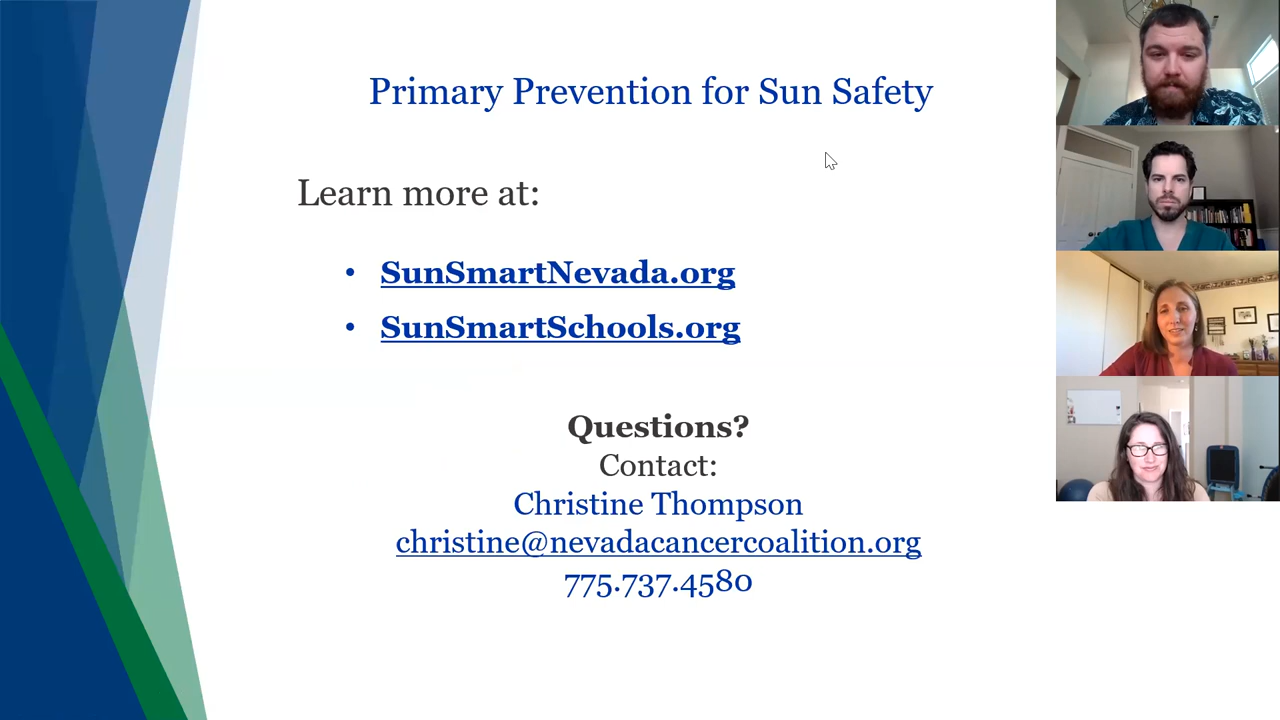 Primary Prevention for Sun Safety
Learn more at:
• SunSmartNevada.org
• SunSmartSchools.org
Questions?
Contact:
Christine Thompson
christine@nevadacancercoalition.org
775.737.4580